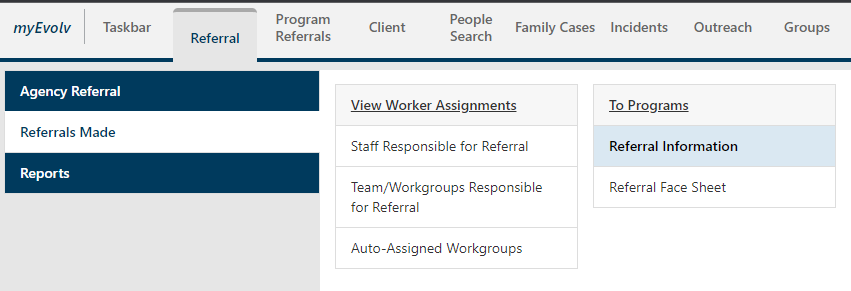 myEvolv
Taskbar
Referral
Program
Referrals
Client
People
Search
Family Cases
Incidents
Outreach
Groups
Agency Referral
Referrals Made
Reports
View Worker Assignments
Staff Responsible for Referral
Team/Workgroups Responsible
for Referral
Auto-Assigned Workgroups
To Programs
Referral Information
Referral Face Sheet